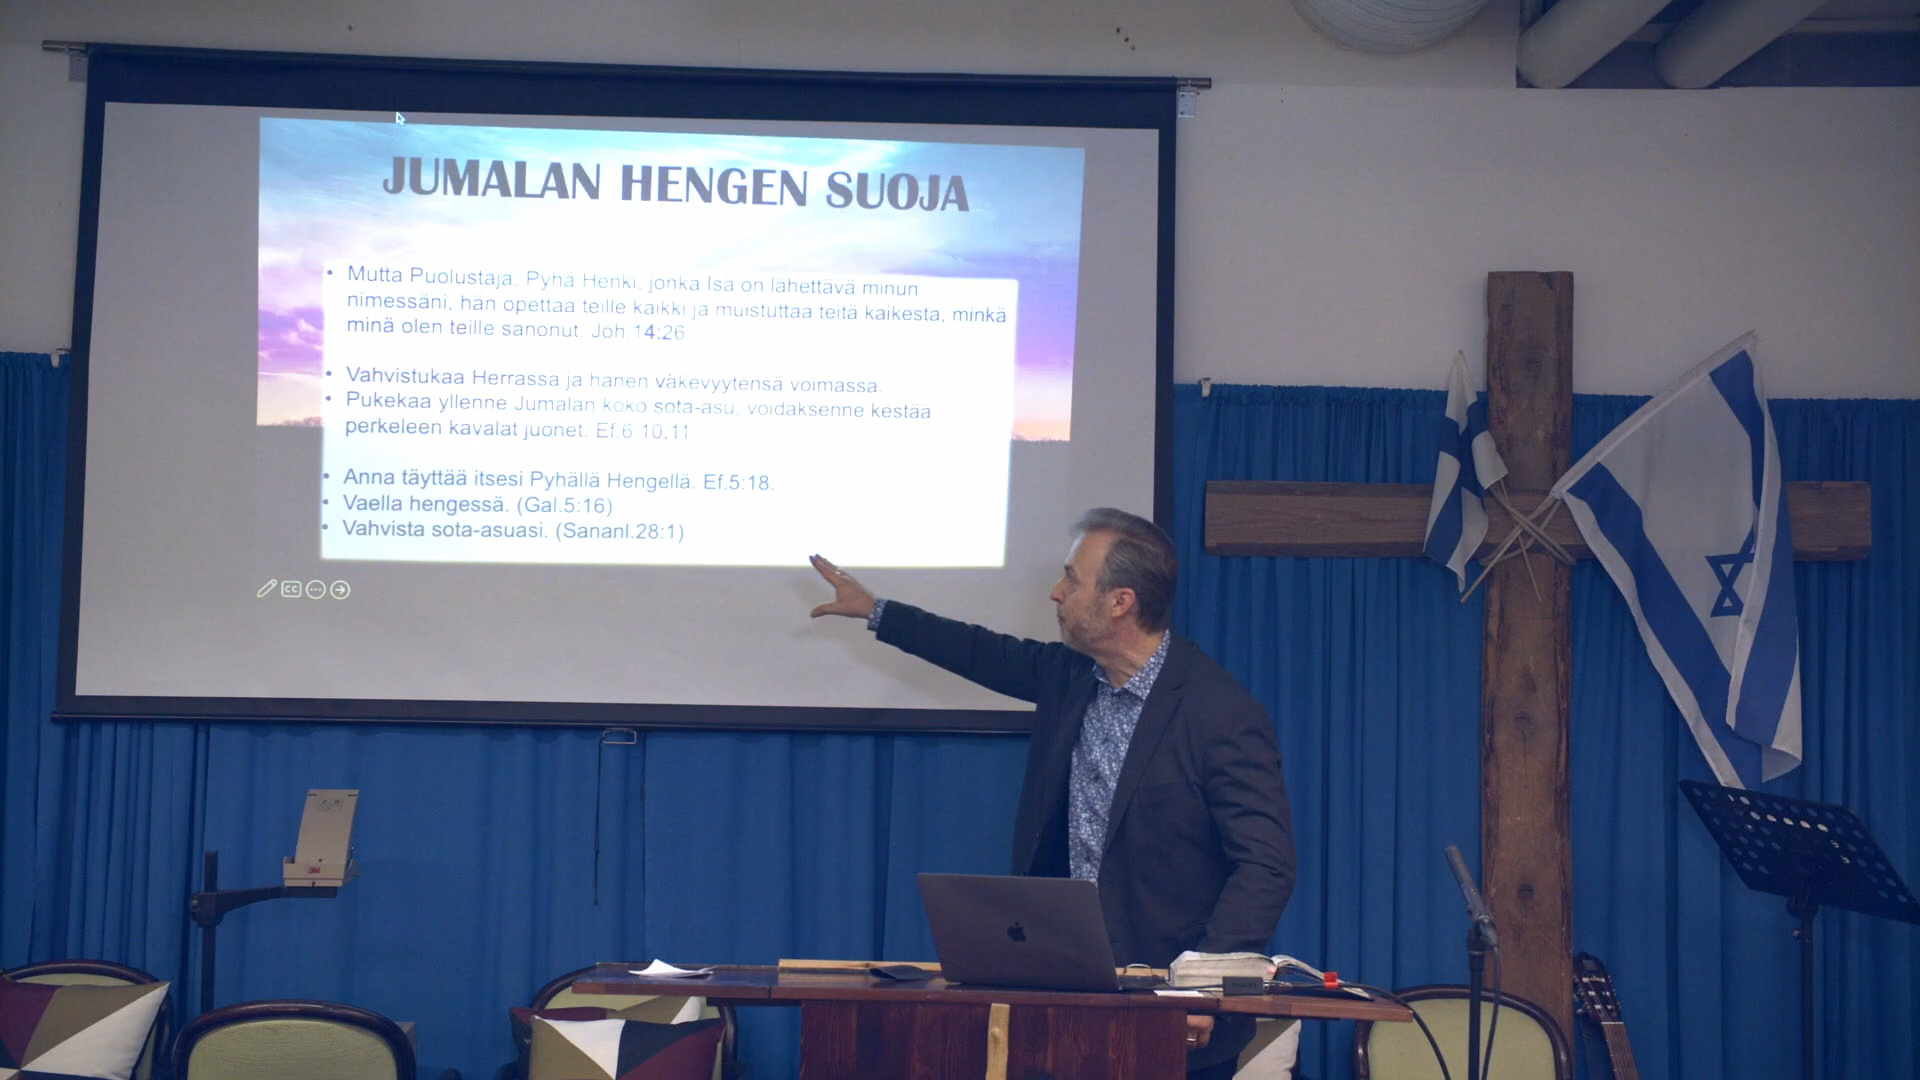 JUMALAN HENGEN SUOJA
• Mutta Puolustaja, Pyhä Henki, jonka Isä on lähettävä minun
nimessäni, hän opettaa teille kaikki ja muistuttaa teitä kaikesta, minkä
minä olen teille sanonut. Joh.14:26
• Vahvistukaa Herrassa ja hänen väkevyytensä voimassa.
• Pukekaa yllenne Jumalan koko sota-asu, voidaksenne kestää
perkeleen kavalat juonet. Ef.6:10,11
• Anna täyttää itsesi Pyhällä Hengellä. Ef.5:18.
• Vaella hengessä. (Gal.5:16)
• Vahvista sota-asuasi. (Sananl.28:1)
CC
3M